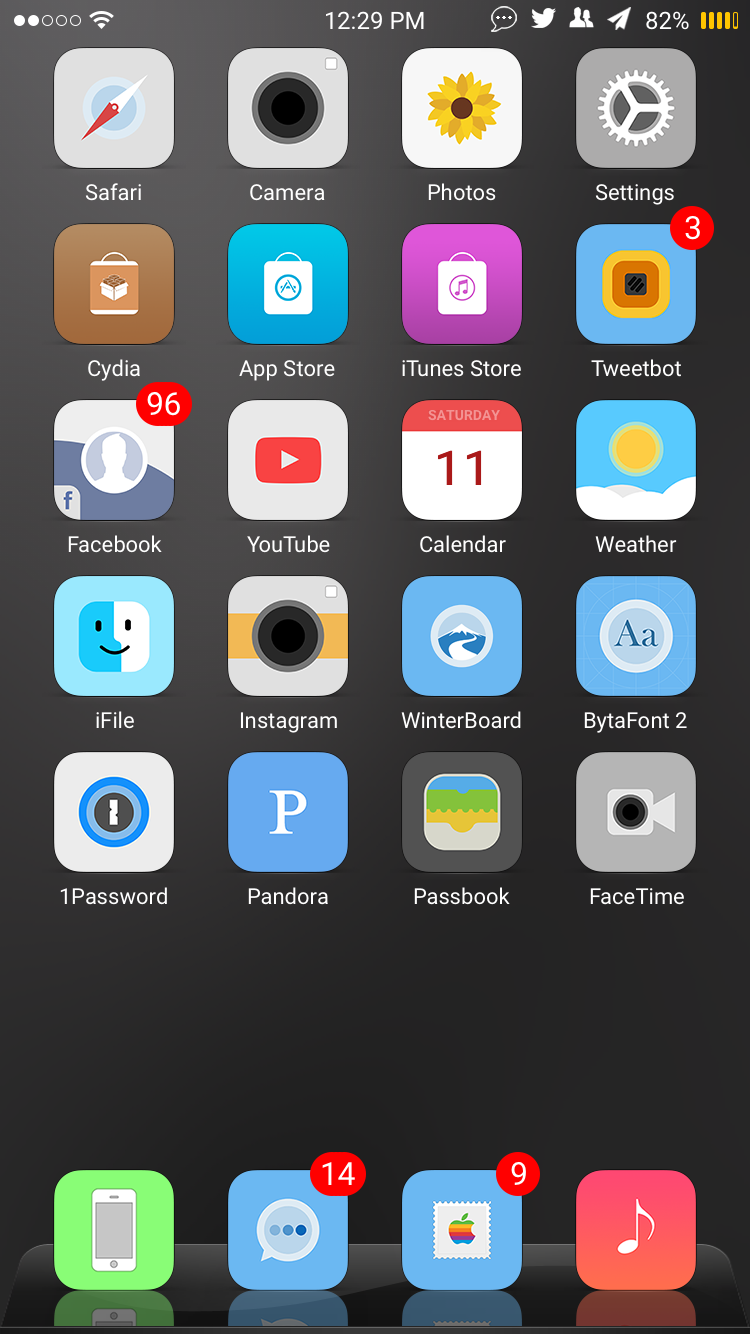 12:29 PM 82%
Safari Camera Photos Settings
3
Cydia App Store iTunes Store Tweetbot
96
SATURDAY
11
f
Facebook YouTube Calendar Weather
Aa
iFile Instagram WinterBoard BytaFont 2
P
1Password Pandora Passbook FaceTime
14 9